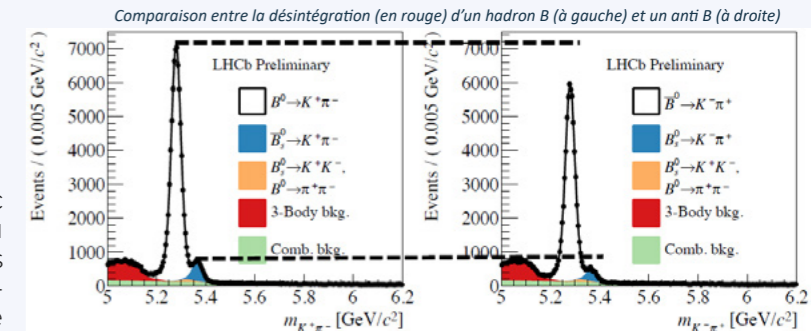 Comparaison entre la désintégration (en rouge) d'un hadron B (à gauche) et un anti B (à droite)
Events / ( 0.005 GeV/c² )
7000
6000
5000
4000
3000
2000
1000
0
LHCb Preliminary
B⁰→K⁺π⁻
B̄⁰ₛ→K⁺π⁻
B⁰ₛ→K⁺K⁻,
B⁰→π⁺π⁻
3-Body bkg.
Comb. bkg.
5 5.2 5.4 5.6 5.8 6 6.2
m_K⁺π⁻ [GeV/c²]
Events / ( 0.005 GeV/c² )
7000
6000
5000
4000
3000
2000
1000
0
LHCb Preliminary
B̄⁰→K⁻π⁺
B⁰ₛ→K⁻π⁺
B⁰ₛ→K⁺K⁻,
B⁰→π⁺π⁻
3-Body bkg.
Comb. bkg.
5 5.2 5.4 5.6 5.8 6 6.2
m_K⁻π⁺ [GeV/c²]